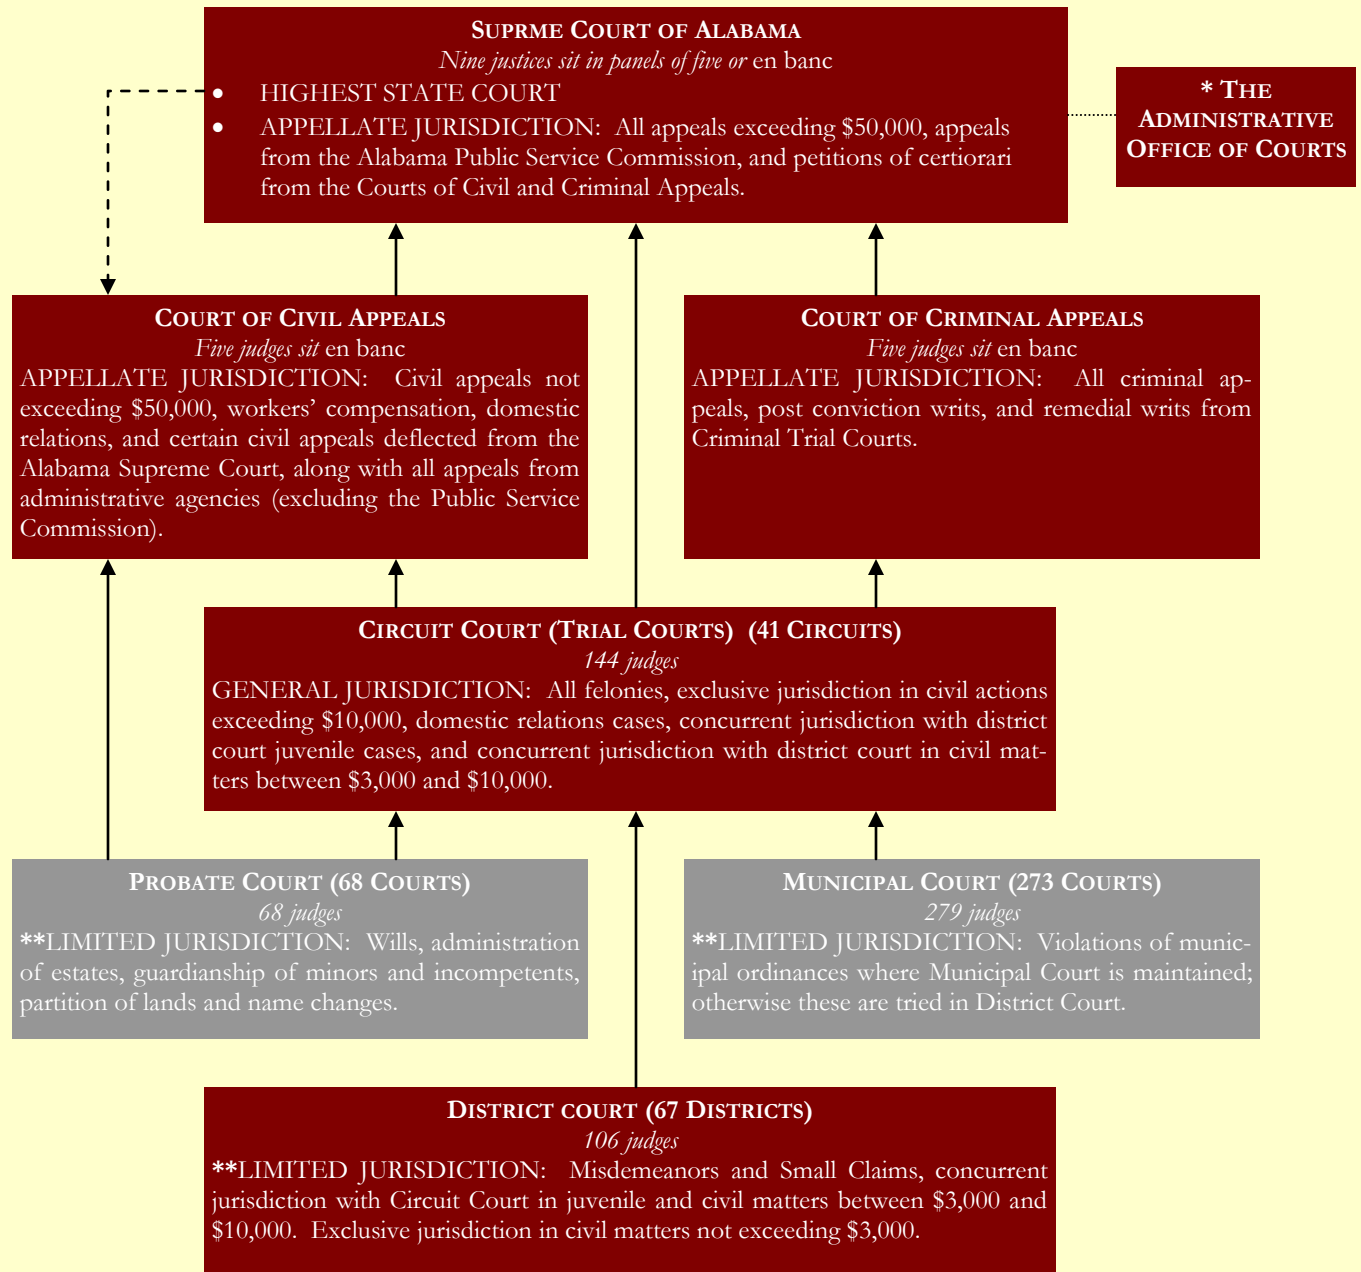 SUPRME COURT OF ALABAMA
Nine justices sit in panels of five or en banc
• HIGHEST STATE COURT
• APPELLATE JURISDICTION: All appeals exceeding $50,000, appeals
from the Alabama Public Service Commission, and petitions of certiorari
from the Courts of Civil and Criminal Appeals.
* THE
ADMINISTRATIVE
OFFICE OF COURTS
COURT OF CIVIL APPEALS
Five judges sit en banc
APPELLATE JURISDICTION: Civil appeals not
exceeding $50,000, workers’ compensation, domestic
relations, and certain civil appeals deflected from the
Alabama Supreme Court, along with all appeals from
administrative agencies (excluding the Public Service
Commission).
COURT OF CRIMINAL APPEALS
Five judges sit en banc
APPELLATE JURISDICTION: All criminal ap-
peals, post conviction writs, and remedial writs from
Criminal Trial Courts.
CIRCUIT COURT (TRIAL COURTS) (41 CIRCUITS)
144 judges
GENERAL JURISDICTION: All felonies, exclusive jurisdiction in civil actions
exceeding $10,000, domestic relations cases, concurrent jurisdiction with district
court juvenile cases, and concurrent jurisdiction with district court in civil mat-
ters between $3,000 and $10,000.
PROBATE COURT (68 COURTS)
68 judges
**LIMITED JURISDICTION: Wills, administration
of estates, guardianship of minors and incompetents,
partition of lands and name changes.
MUNICIPAL COURT (273 COURTS)
279 judges
**LIMITED JURISDICTION: Violations of munic-
ipal ordinances where Municipal Court is maintained;
otherwise these are tried in District Court.
DISTRICT COURT (67 DISTRICTS)
106 judges
**LIMITED JURISDICTION: Misdemeanors and Small Claims, concurrent
jurisdiction with Circuit Court in juvenile and civil matters between $3,000 and
$10,000. Exclusive jurisdiction in civil matters not exceeding $3,000.